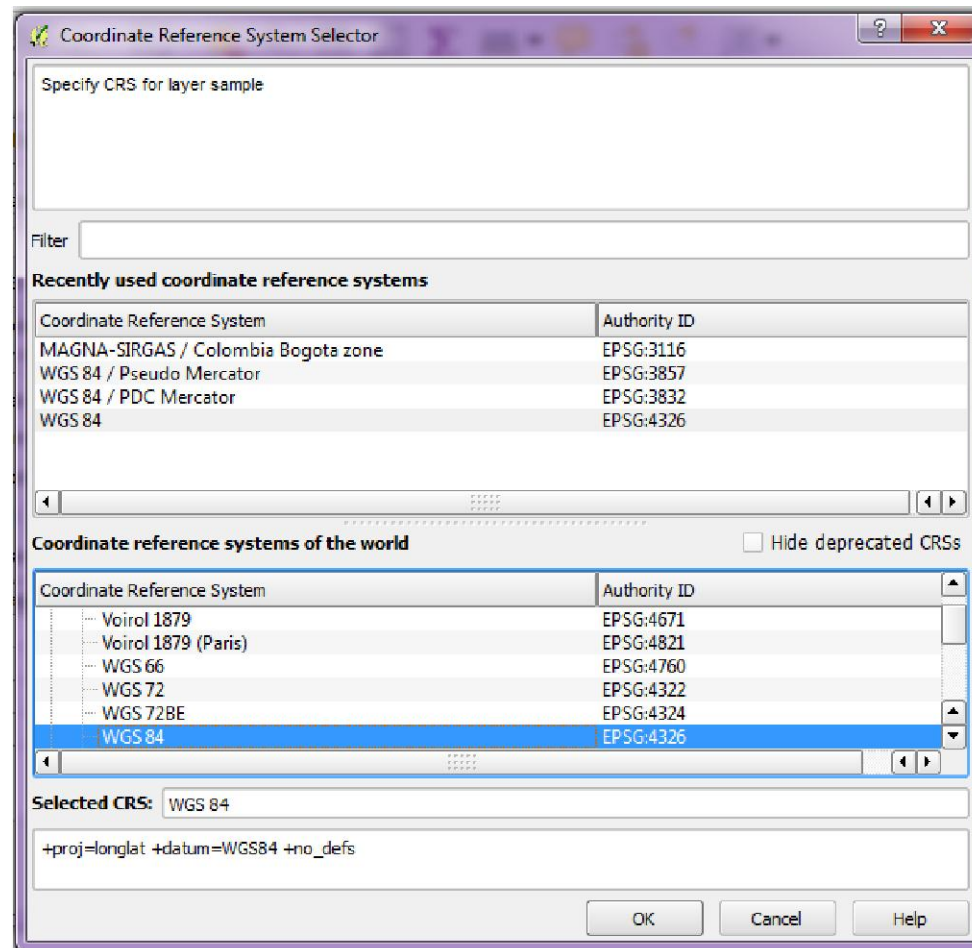 Coordinate Reference System Selector
Specify CRS for layer sample
Filter
Recently used coordinate reference systems
Coordinate Reference System Authority ID
MAGNA-SIRGAS / Colombia Bogota zone EPSG:3116
WGS 84 / Pseudo Mercator EPSG:3857
WGS 84 / PDC Mercator EPSG:3832
WGS 84 EPSG:4326
Coordinate reference systems of the world Hide deprecated CRSs
Coordinate Reference System Authority ID
Voirol 1879 EPSG:4671
Voirol 1879 (Paris) EPSG:4821
WGS 66 EPSG:4760
WGS 72 EPSG:4322
WGS 72BE EPSG:4324
WGS 84 EPSG:4326
Selected CRS: WGS 84
+proj=longlat +datum=WGS84 +no_defs
OK Cancel Help